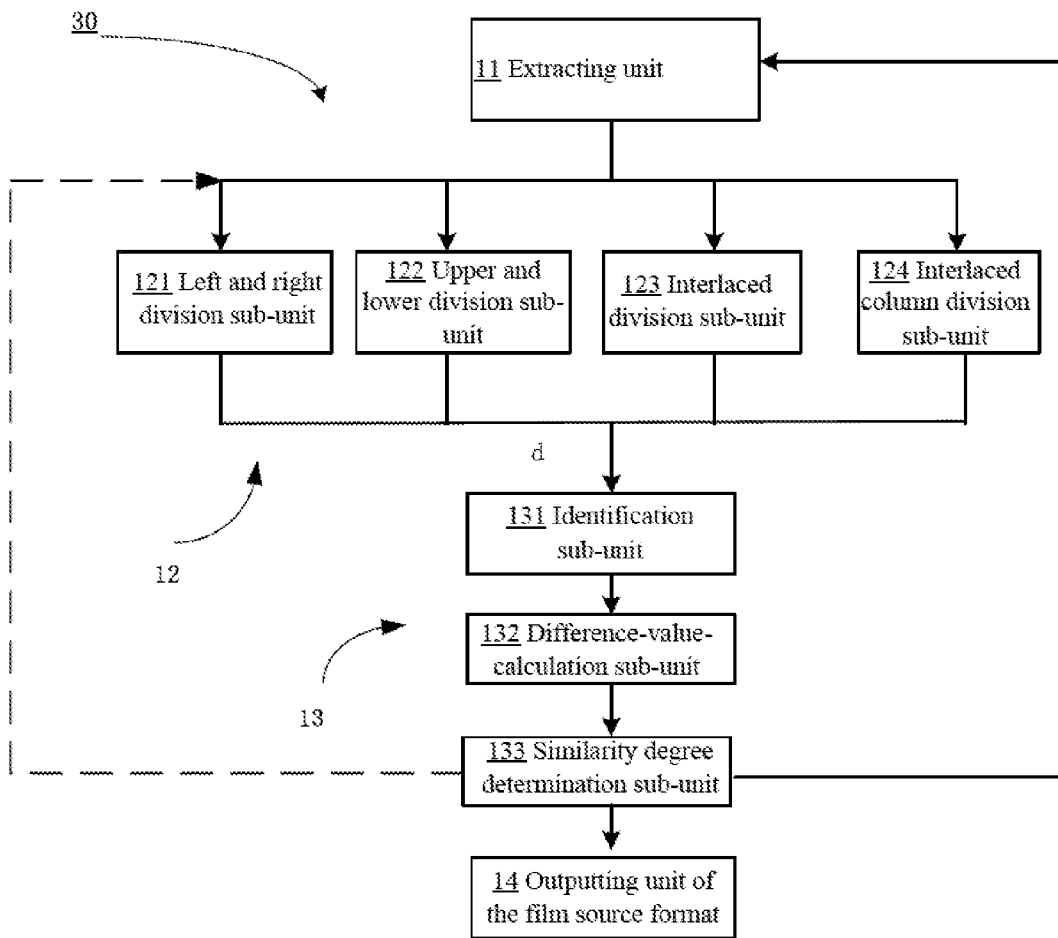 30
11 Extracting unit
121 Left and right
division sub-unit
122 Upper and
lower division sub-
unit
123 Interlaced
division sub-unit
124 Interlaced
column division
sub-unit
d
12
131 Identification
sub-unit
132 Difference-value-
calculation sub-unit
13
133 Similarity degree
determination sub-unit
14 Outputting unit of
the film source format